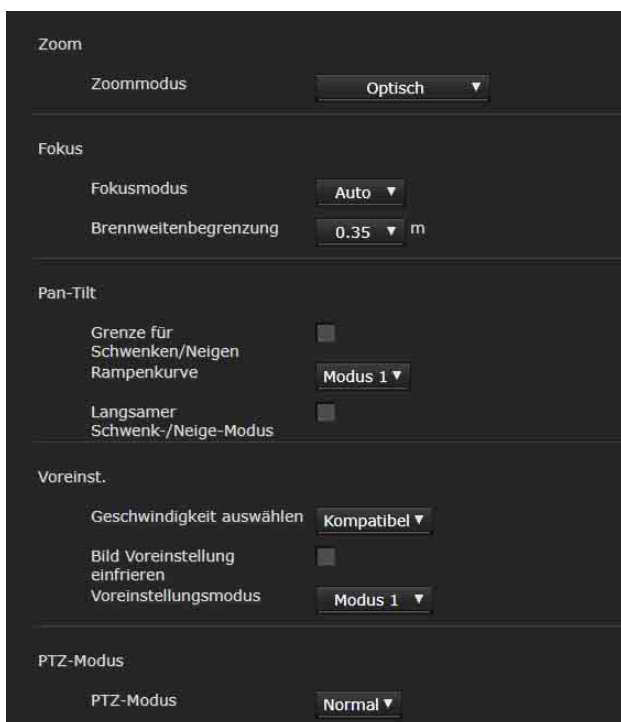 Zoom
Zoommodus Optisch ▼
Fokus
Fokusmodus Auto ▼
Brennweitenbegrenzung 0.35 ▼ m
Pan-Tilt
Grenze für
Schwenken/Neigen
Rampenkurve Modus 1 ▼
Langsamer
Schwenk-/Neige-Modus
Voreinst.
Geschwindigkeit auswählen Kompatibel ▼
Bild Voreinstellung
einfrieren
Voreinstellungsmodus Modus 1 ▼
PTZ-Modus
PTZ-Modus Normal ▼